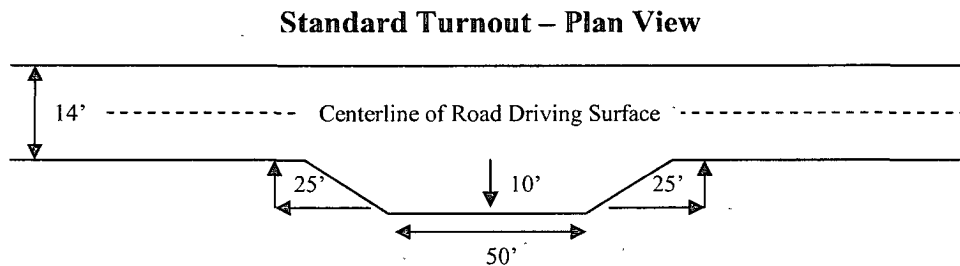 Standard Turnout – Plan View
14’
Centerline of Road Driving Surface
25’
10’
25’
50’